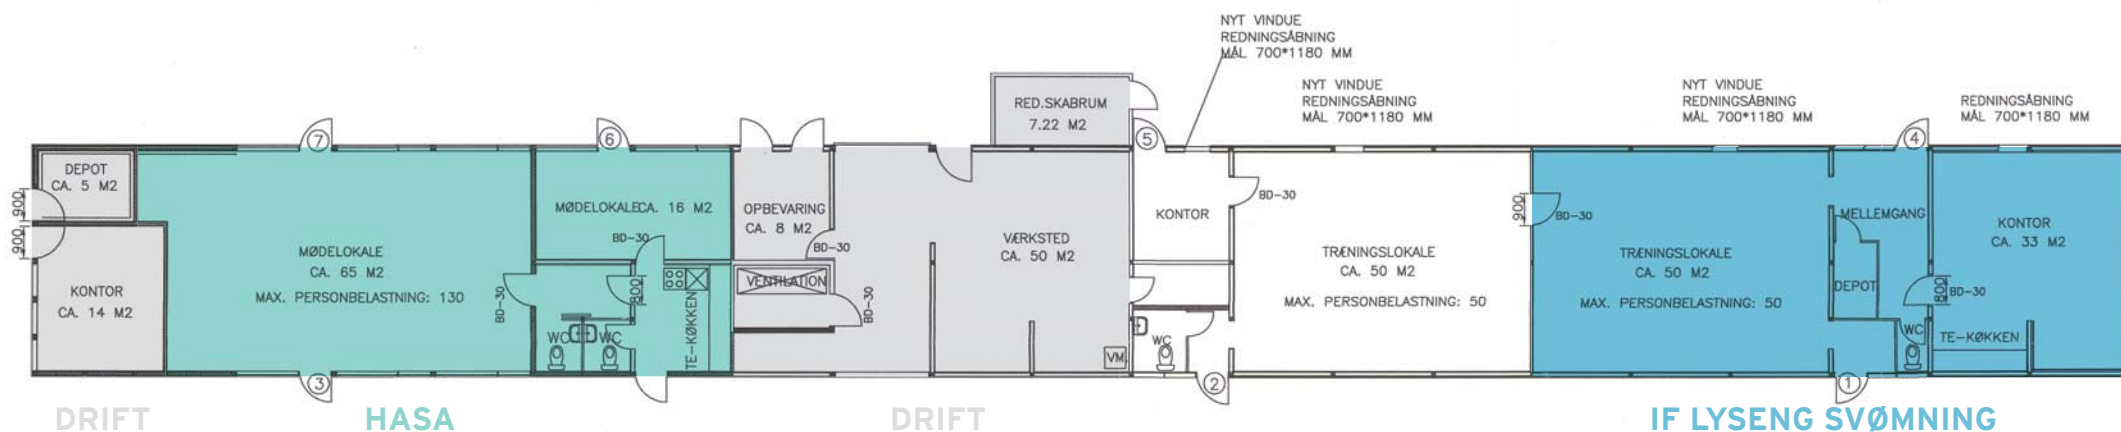 NYT VINDUE
REDNINGSÅBNING
MÅL 700*1180 MM
NYT VINDUE
REDNINGSÅBNING
MÅL 700*1180 MM
NYT VINDUE
REDNINGSÅBNING
MÅL 700*1180 MM
REDNINGSÅBNING
MÅL 700*1180 MM
RED.SKABRUM
7.22 M2
7
6
5
4
DEPOT
CA. 5 M2
900
900
KONTOR
CA. 14 M2
MØDELOKALE
CA. 65 M2
MAX. PERSONBELASTNING: 130
BD-30
MØDELOKALECA. 16 M2
BD-30
800
WC
WC
TE-KØKKEN
OPBEVARING
CA. 8 M2
BD-30
VENTILATION
BD-30
VÆRKSTED
CA. 50 M2
VM
KONTOR
BD-30
WC
TRÆNINGSLOKALE
CA. 50 M2
MAX. PERSONBELASTNING: 50
900
BD-30
TRÆNINGSLOKALE
CA. 50 M2
MAX. PERSONBELASTNING: 50
MELLEMGANG
DEPOT
800
BD-30
WC
TE-KØKKEN
KONTOR
CA. 33 M2
3
2
1
DRIFT
HASA
DRIFT
IF LYSENG SVØMNING